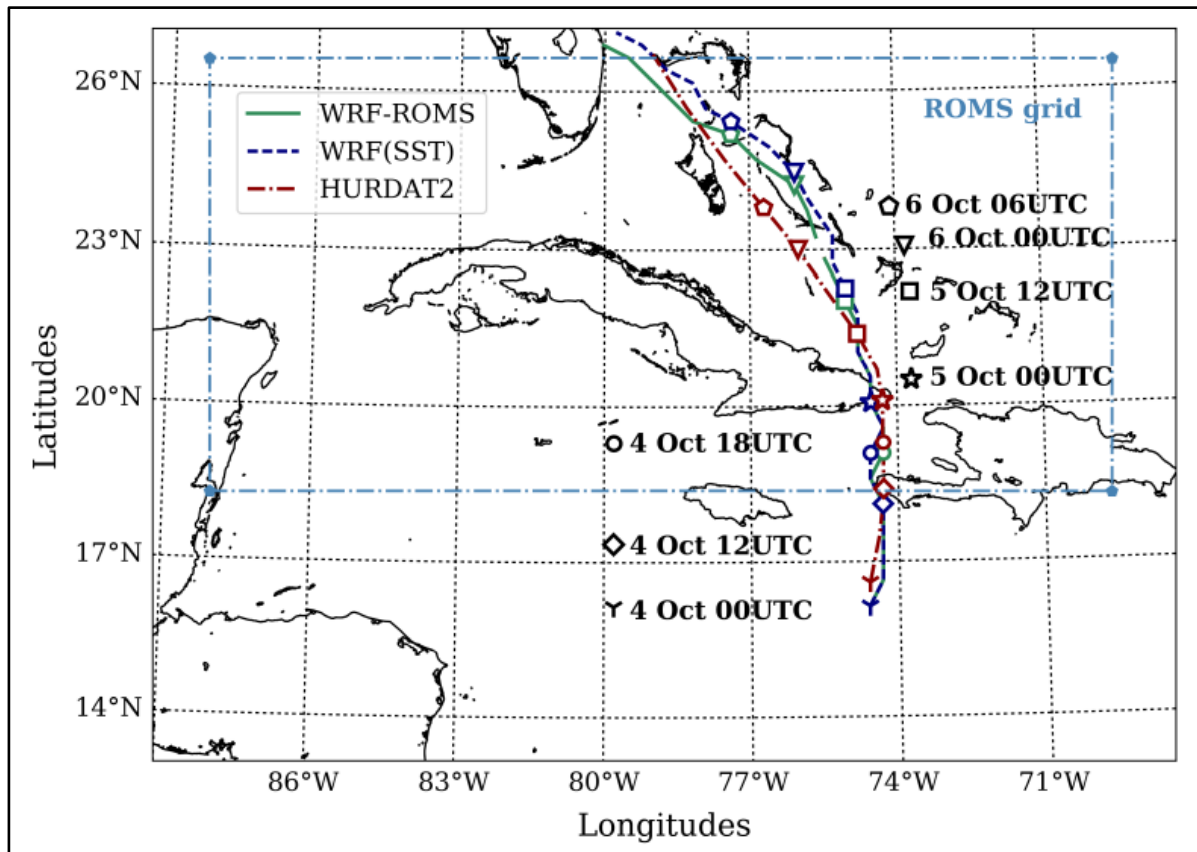 26°N
23°N
20°N
17°N
14°N
Latitudes
WRF-ROMS
WRF(SST)
HURDAT2
ROMS grid
6 Oct 06UTC
6 Oct 00UTC
5 Oct 12UTC
5 Oct 00UTC
4 Oct 18UTC
4 Oct 12UTC
4 Oct 00UTC
86°W 83°W 80°W 77°W 74°W 71°W
Longitudes